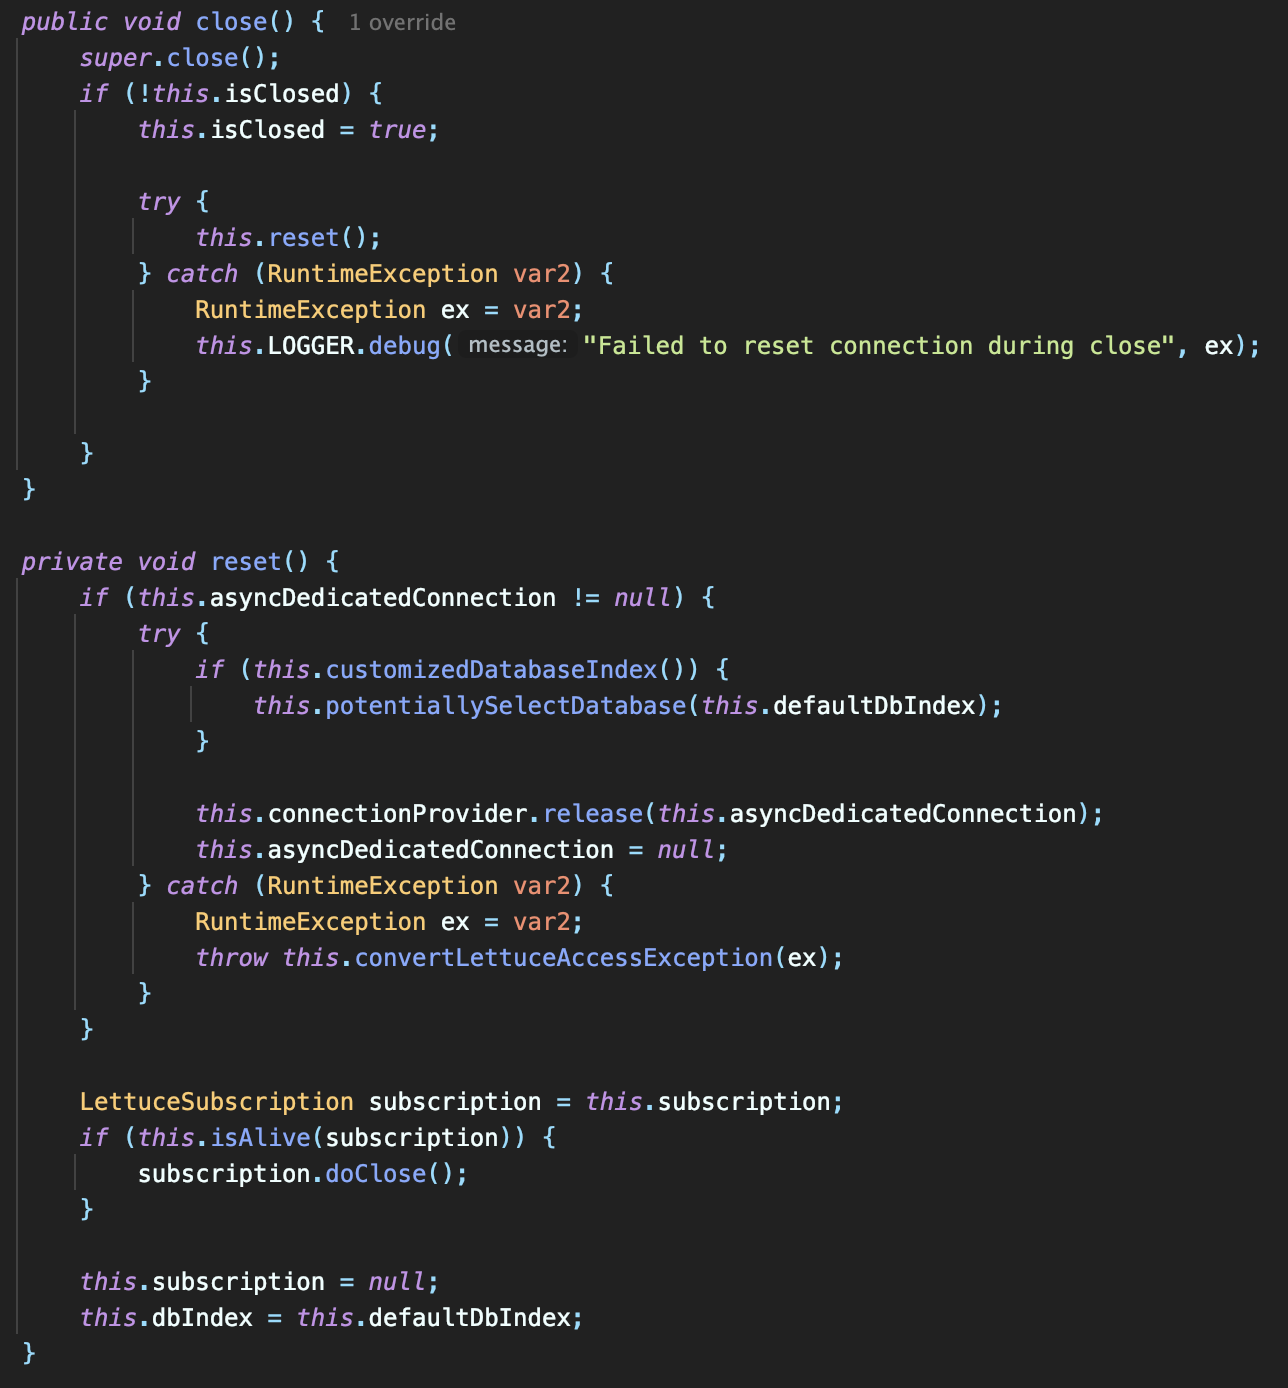 public void close() { 1 override
super.close();
if (!this.isClosed) {
this.isClosed = true;
try {
this.reset();
} catch (RuntimeException var2) {
RuntimeException ex = var2;
this.LOGGER.debug( message: "Failed to reset connection during close", ex);
}
}
}
private void reset() {
if (this.asyncDedicatedConnection != null) {
try {
if (this.customizedDatabaseIndex()) {
this.potentiallySelectDatabase(this.defaultDbIndex);
}
this.connectionProvider.release(this.asyncDedicatedConnection);
this.asyncDedicatedConnection = null;
} catch (RuntimeException var2) {
RuntimeException ex = var2;
throw this.convertLettuceAccessException(ex);
}
}
LettuceSubscription subscription = this.subscription;
if (this.isAlive(subscription)) {
subscription.doClose();
}
this.subscription = null;
this.dbIndex = this.defaultDbIndex;
}